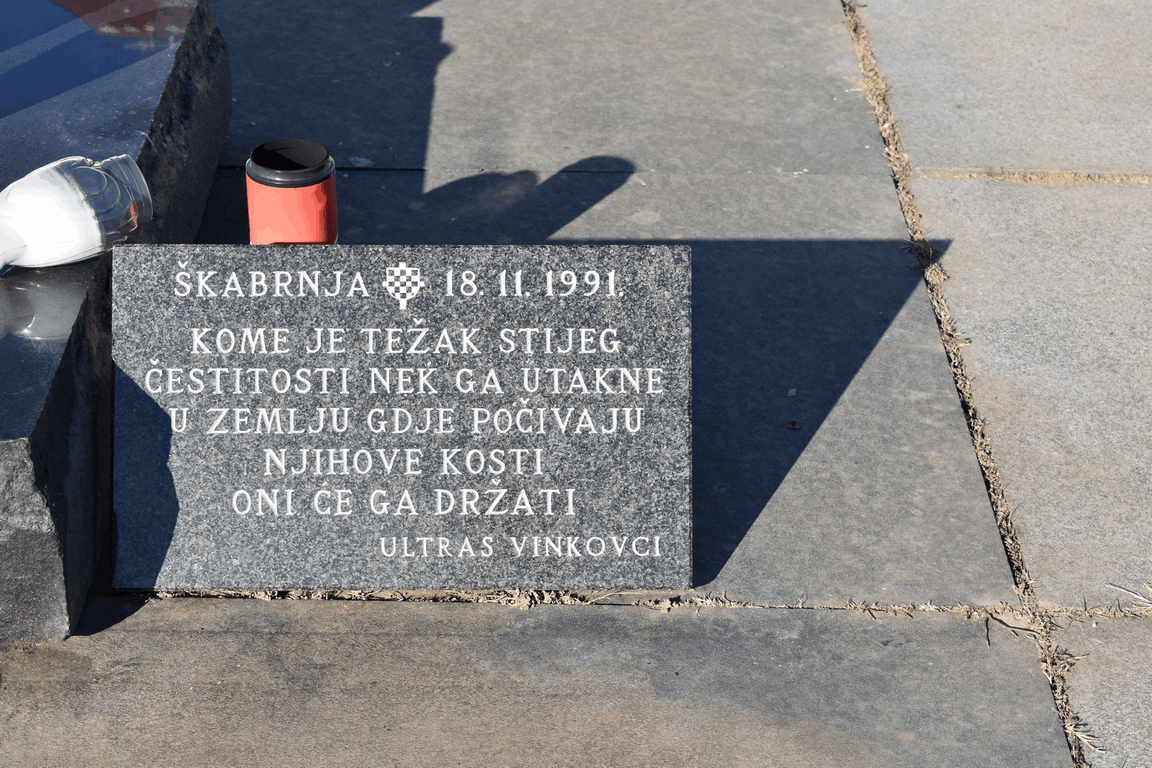 ŠKABRNJA 18. 11. 1991.
KOME JE TEŽAK STIJEG
ČESTITOSTI NEK GA UTAKNE
U ZEMLJU GDJE POČIVAJU
NJIHOVE KOSTI
ONI ĆE GA DRŽATI
ULTRAS VINKOVCI